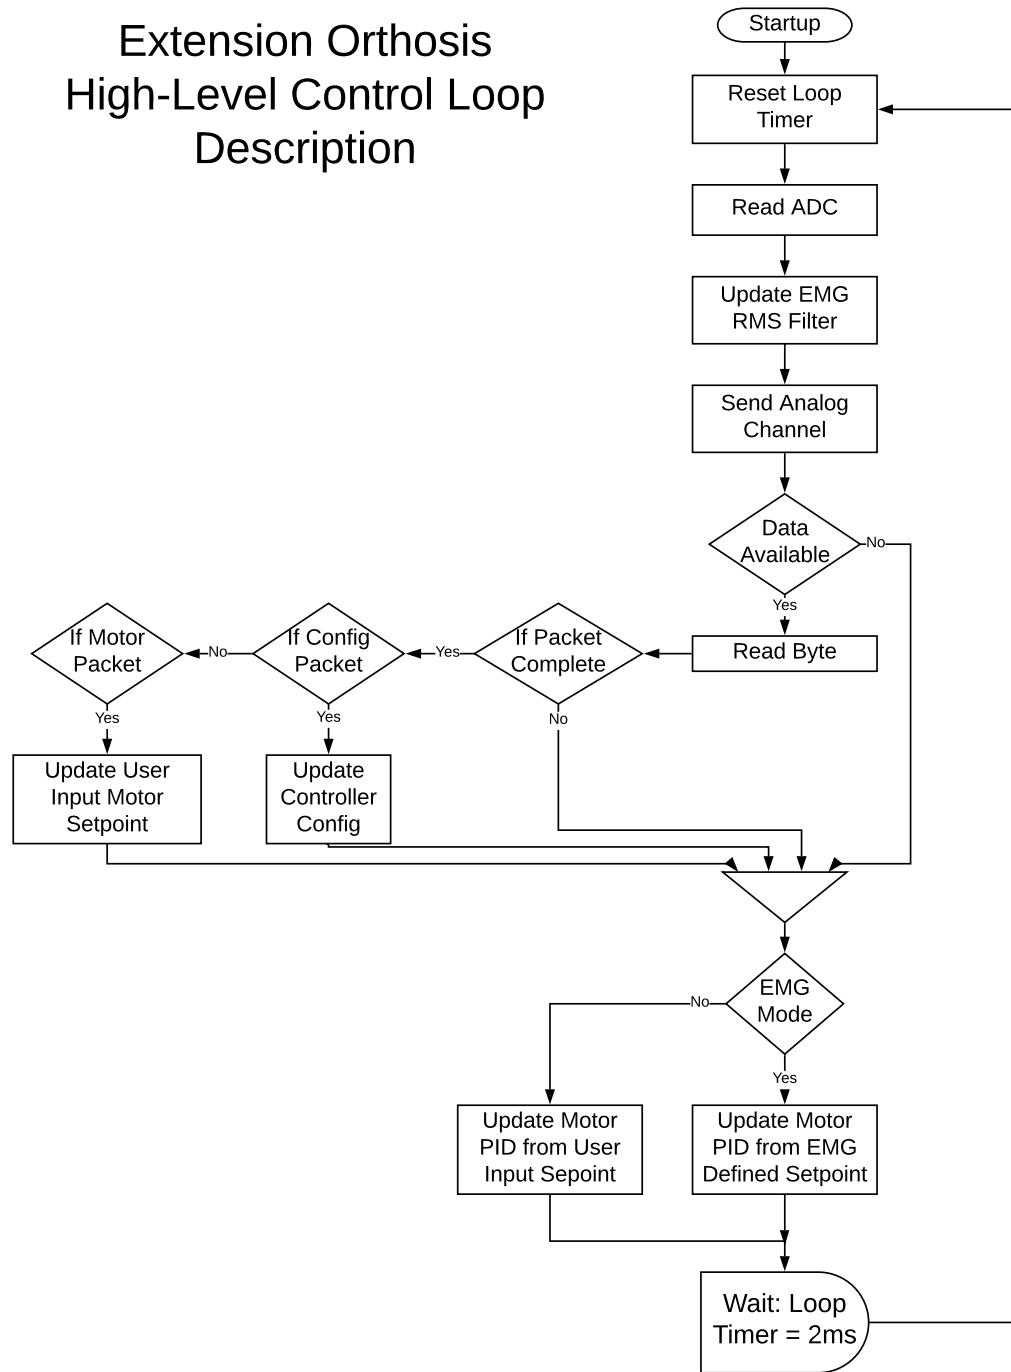 Extension Orthosis
High-Level Control Loop
Description
Startup
Reset Loop
Timer
Read ADC
Update EMG
RMS Filter
Send Analog
Channel
Data
Available
No
Yes
Read Byte
If Packet
Complete
Yes
No
If Config
Packet
No
Yes
If Motor
Packet
Yes
Update User
Input Motor
Setpoint
Update
Controller
Config
EMG
Mode
No
Yes
Update Motor
PID from User
Input Sepoint
Update Motor
PID from EMG
Defined Setpoint
Wait: Loop
Timer = 2ms